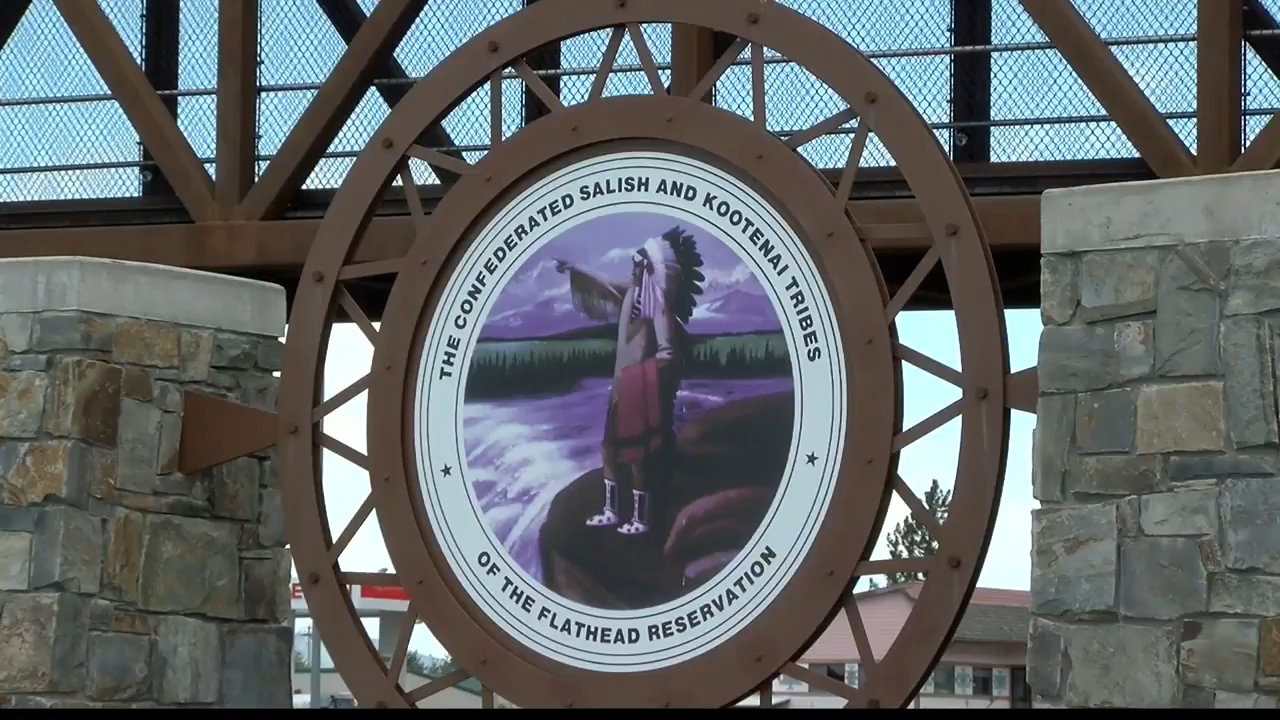 THE CONFEDERATED SALISH AND KOOTENAI TRIBES
OF THE FLATHEAD RESERVATION